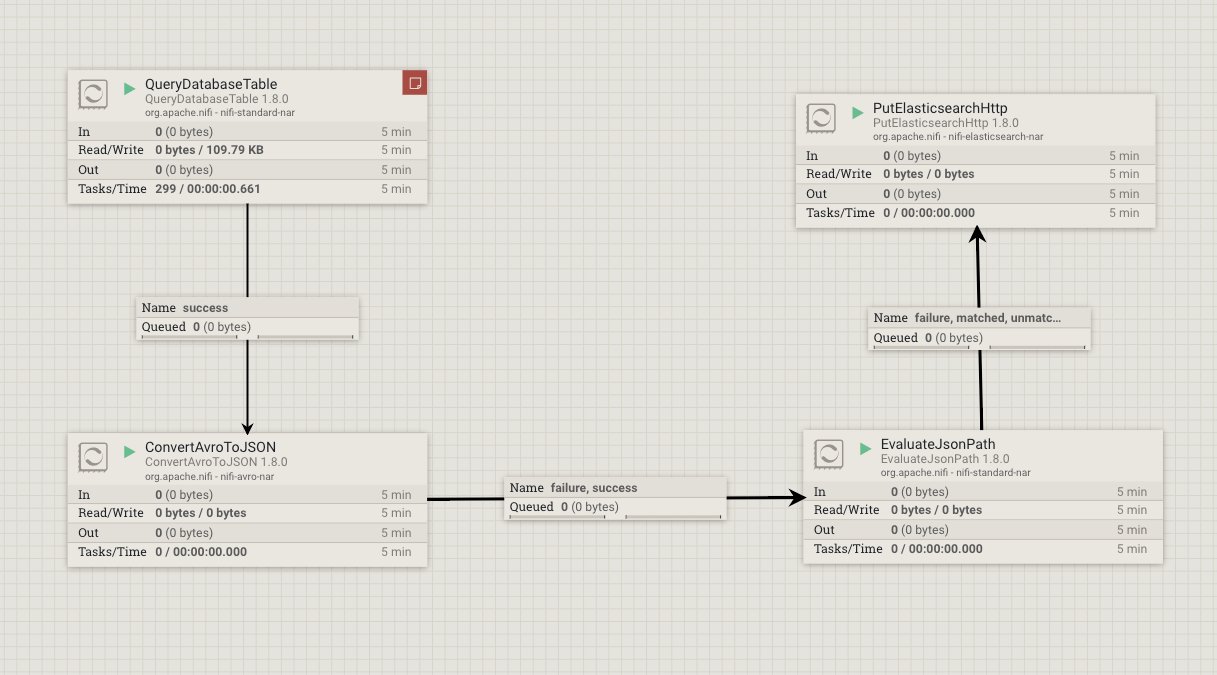 QueryDatabaseTable
QueryDatabaseTable 1.8.0
org.apache.nifi - nifi-standard-nar
In 0 (0 bytes) 5 min
Read/Write 0 bytes / 109.79 KB 5 min
Out 0 (0 bytes) 5 min
Tasks/Time 299 / 00:00:00.661 5 min
Name success
Queued 0 (0 bytes)
ConvertAvroToJSON
ConvertAvroToJSON 1.8.0
org.apache.nifi - nifi-avro-nar
In 0 (0 bytes) 5 min
Read/Write 0 bytes / 0 bytes 5 min
Out 0 (0 bytes) 5 min
Tasks/Time 0 / 00:00:00.000 5 min
Name failure, success
Queued 0 (0 bytes)
EvaluateJsonPath
EvaluateJsonPath 1.8.0
org.apache.nifi - nifi-standard-nar
In 0 (0 bytes) 5 min
Read/Write 0 bytes / 0 bytes 5 min
Out 0 (0 bytes) 5 min
Tasks/Time 0 / 00:00:00.000 5 min
Name failure, matched, unmatc...
Queued 0 (0 bytes)
PutElasticsearchHttp
PutElasticsearchHttp 1.8.0
org.apache.nifi - nifi-elasticsearch-nar
In 0 (0 bytes) 5 min
Read/Write 0 bytes / 0 bytes 5 min
Out 0 (0 bytes) 5 min
Tasks/Time 0 / 00:00:00.000 5 min